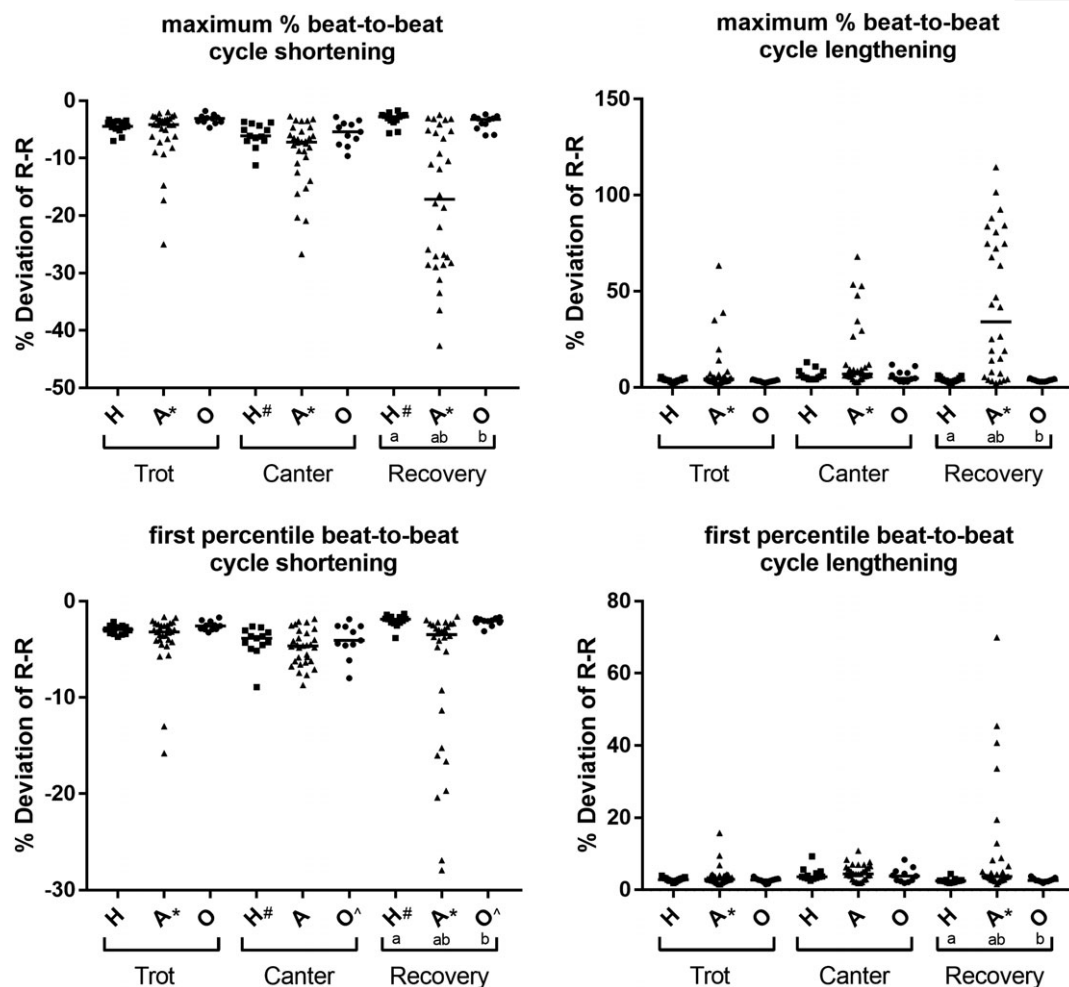 maximum % beat-to-beat
cycle shortening
% Deviation of R-R
0
-10
-20
-30
-40
-50
H A* O H# A* O H# A* O
a ab b
Trot Canter Recovery
maximum % beat-to-beat
cycle lengthening
% Deviation of R-R
150
100
50
0
H A* O H A* O H A* O
a ab b
Trot Canter Recovery
first percentile beat-to-beat
cycle shortening
% Deviation of R-R
0
-10
-20
-30
H A* O H# A O^ H# A* O^
a ab b
Trot Canter Recovery
first percentile beat-to-beat
cycle lengthening
% Deviation of R-R
80
60
40
20
0
H A* O H A O H A* O
a ab b
Trot Canter Recovery